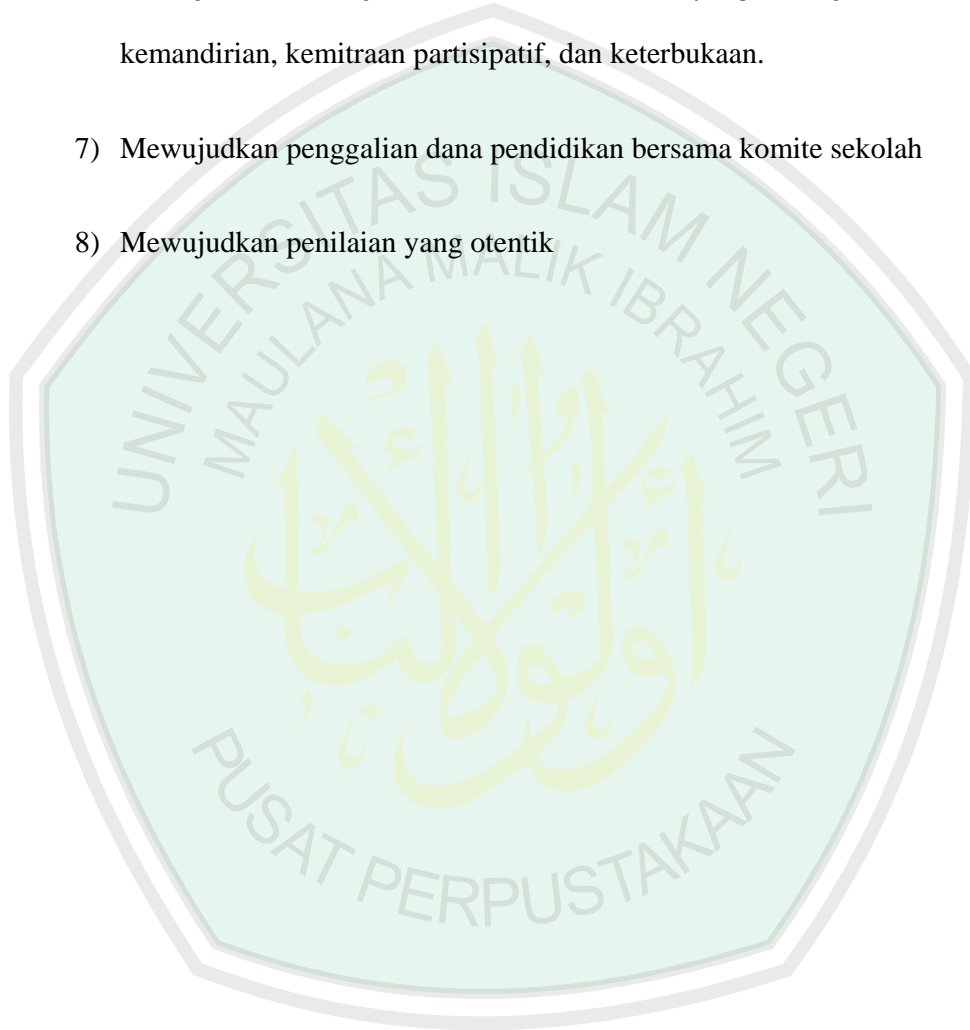 kemandirian, kemitraan partisipatif, dan keterbukaan.
7) Mewujudkan penggalian dana pendidikan bersama komite sekolah
8) Mewujudkan penilaian yang otentik
UNIVERSITAS ISLAM NEGERI
MAULANA MALIK IBRAHIM
PUSAT PERPUSTAKAAN